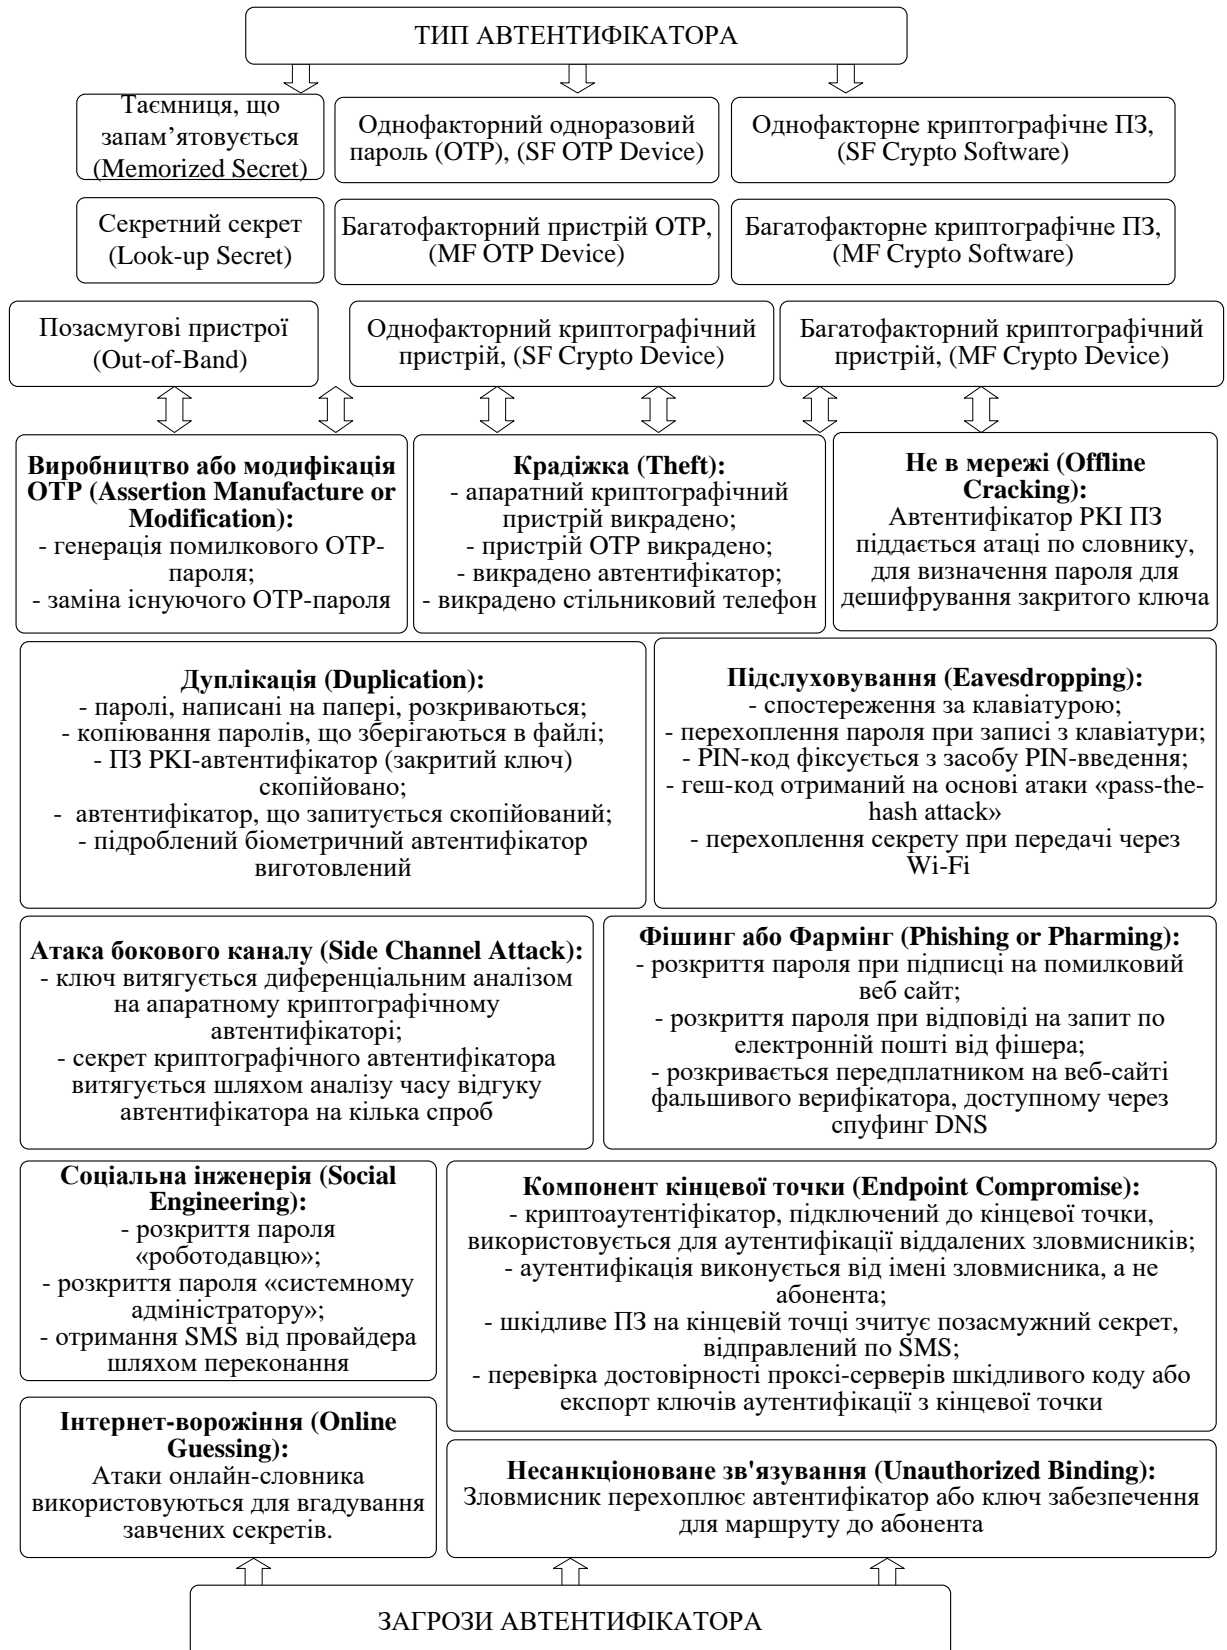 ТИП АВТЕНТИФІКАТОРА
Таємниця, що
запам’ятовується
(Memorized Secret)
Однофакторний одноразовий
пароль (OTP), (SF OTP Device)
Однофакторне криптографічне ПЗ,
(SF Crypto Software)
Секретний секрет
(Look-up Secret)
Багатофакторний пристрій OTP,
(MF OTP Device)
Багатофакторне криптографічне ПЗ,
(MF Crypto Software)
Позасмугові пристрої
(Out-of-Band)
Однофакторний криптографічний
пристрій, (SF Crypto Device)
Багатофакторний криптографічний
пристрій, (MF Crypto Device)
Виробництво або модифікація
OTP (Assertion Manufacture or
Modification):
- генерація помилкового OTP-
пароля;
- заміна існуючого OTP-пароля
Крадіжка (Theft):
- апаратний криптографічний
пристрій викрадено;
- пристрій OTP викрадено;
- викрадено автентифікатор;
- викрадено стільниковий телефон
Не в мережі (Offline
Cracking):
Автентифікатор PKI ПЗ
піддається атаці по словнику,
для визначення пароля для
дешифрування закритого ключа
Дуплікація (Duplication):
- паролі, написані на папері, розкриваються;
- копіювання паролів, що зберігаються в файлі;
- ПЗ PKI-автентифікатор (закритий ключ)
скопійовано;
- автентифікатор, що запитується скопійований;
- підроблений біометричний автентифікатор
виготовлений
Підслуховування (Eavesdropping):
- спостереження за клавіатурою;
- перехоплення пароля при записі з клавіатури;
- PIN-код фіксується з засобу PIN-введення;
- геш-код отриманий на основі атаки «pass-the-
hash attack»
- перехоплення секрету при передачі через
Wi-Fi
Атака бокового каналу (Side Channel Attack):
- ключ витягується диференціальним аналізом
на апаратному криптографічному
автентифікаторі;
- секрет криптографічного автентифікатора
витягується шляхом аналізу часу відгуку
автентифікатора на кілька спроб
Фішинг або Фармінг (Phishing or Pharming):
- розкриття пароля при підписці на помилковий
веб сайт;
- розкриття пароля при відповіді на запит по
електронній пошті від фішера;
- розкривається передплатником на веб-сайті
фальшивого верифікатора, доступному через
спуфинг DNS
Соціальна інженерія (Social
Engineering):
- розкриття пароля
«роботодавцю»;
- розкриття пароля «системному
адміністратору»;
- отримання SMS від провайдера
шляхом переконання
Компонент кінцевої точки (Endpoint Compromise):
- криптоаутентіфікатор, підключений до кінцевої точки,
використовується для аутентифікації віддалених зловмисників;
- аутентифікація виконується від імені зловмисника, а не
абонента;
- шкідливе ПЗ на кінцевій точці зчитує позасмужний секрет,
відправлений по SMS;
- перевірка достовірності проксі-серверів шкідливого коду або
експорт ключів аутентифікації з кінцевої точки
Інтернет-ворожіння (Online
Guessing):
Атаки онлайн-словника
використовуються для вгадування
завчених секретів.
Несанкціоноване зв'язування (Unauthorized Binding):
Зловмисник перехоплює автентифікатор або ключ забезпечення
для маршруту до абонента
ЗАГРОЗИ АВТЕНТИФІКАТОРА